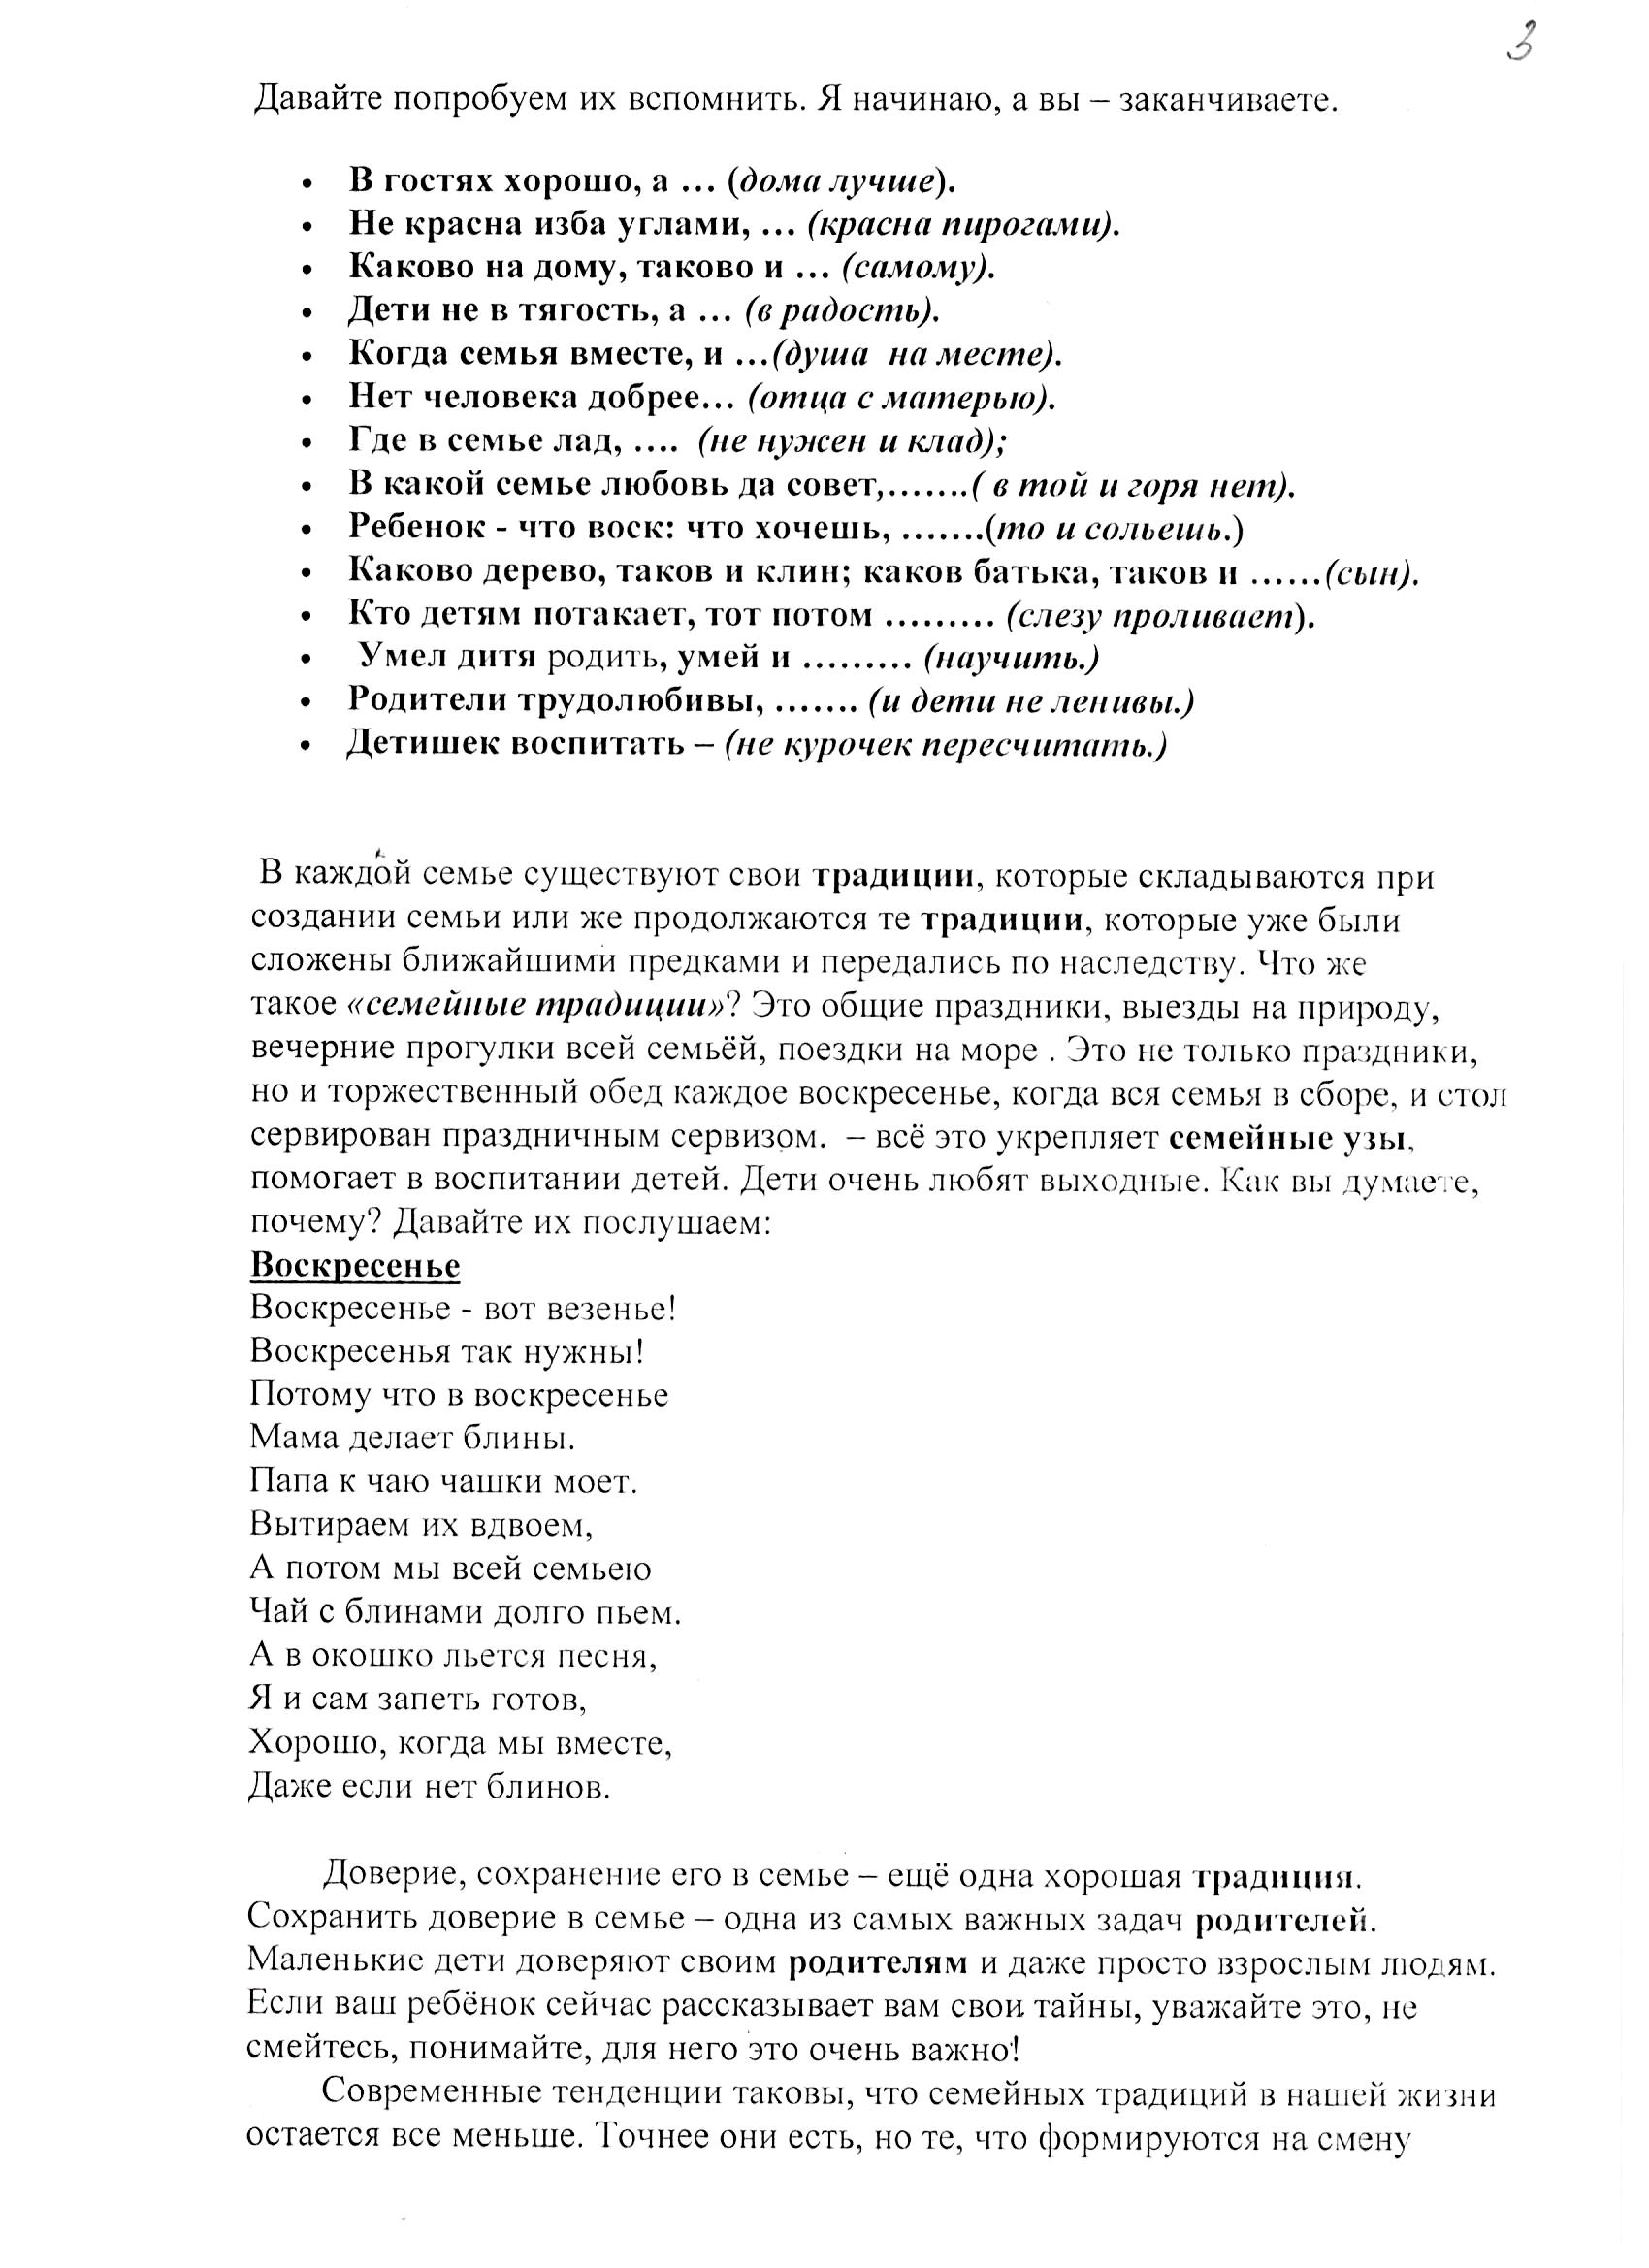 3
Давайте попробуем их вспомнить. Я начинаю, а вы – заканчиваете.
• В гостях хорошо, а … (дома лучше).
• Не красна изба углами, … (красна пирогами).
• Каково на дому, таково и … (самому).
• Дети не в тягость, а … (в радость).
• Когда семья вместе, и …(душа  на месте).
• Нет человека добрее… (отца с матерью).
• Где в семье лад, ….  (не нужен и клад);
• В какой семье любовь да совет,…….( в той и горя нет).
• Ребенок - что воск: что хочешь, …….(то и сольешь.)
• Каково дерево, таков и клин; каков батька, таков и ……(сын).
• Кто детям потакает, тот потом ……… (слезу проливает).
• Умел дитя родить, умей и ……… (научить.)
• Родители трудолюбивы, ……. (и дети не ленивы.)
• Детишек воспитать – (не курочек пересчитать.)
В каждой семье существуют свои традиции, которые складываются при
создании семьи или же продолжаются те традиции, которые уже были
сложены ближайшими предками и передались по наследству. Что же
такое «семейные традиции»? Это общие праздники, выезды на природу,
вечерние прогулки всей семьёй, поездки на море . Это не только праздники,
но и торжественный обед каждое воскресенье, когда вся семья в сборе, и стол
сервирован праздничным сервизом.  – всё это укрепляет семейные узы,
помогает в воспитании детей. Дети очень любят выходные. Как вы думаете,
почему? Давайте их послушаем:
Воскресенье
Воскресенье - вот везенье!
Воскресенья так нужны!
Потому что в воскресенье
Мама делает блины.
Папа к чаю чашки моет.
Вытираем их вдвоем,
А потом мы всей семьею
Чай с блинами долго пьем.
А в окошко льется песня,
Я и сам запеть готов,
Хорошо, когда мы вместе,
Даже если нет блинов.
Доверие, сохранение его в семье – ещё одна хорошая традиция.
Сохранить доверие в семье – одна из самых важных задач родителей.
Маленькие дети доверяют своим родителям и даже просто взрослым людям.
Если ваш ребёнок сейчас рассказывает вам свои тайны, уважайте это, не
смейтесь, понимайте, для него это очень важно!
Современные тенденции таковы, что семейных традиций в нашей жизни
остается все меньше. Точнее они есть, но те, что формируются на смену